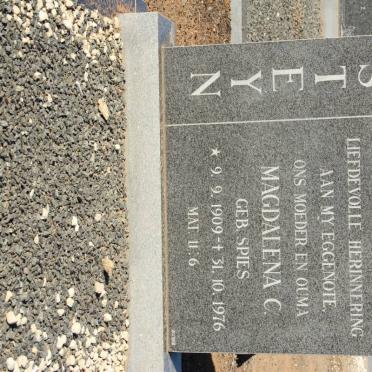 STEYN
LIEFDEVOLLE HERINNERING
AAN MY EGGENOTE
ONS MOEDER EN OUMA
MAGDALENA C.
GEB. SPIES
★ 9. 9. 1909 - † 31. 10. 1976
MAT. 11: 6